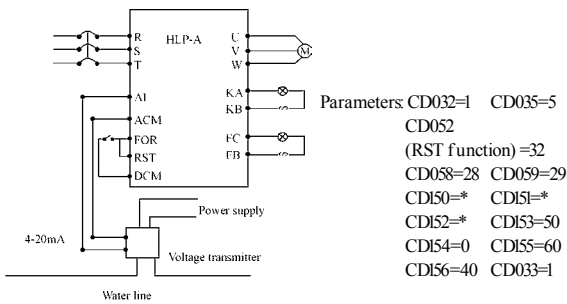 R
S
T
HLP-A
U
V
W
M
AI
ACM
FOR
RST
DCM
KA
KB
FC
FB
Power supply
4-20mA
Voltage transmitter
Water line
Parameters: CD032=1 CD035=5
CD052
(RST function) =32
CD058=28 CD059=29
CD150=* CD151=*
CD152=* CD153=50
CD154=0 CD155=60
CD156=40 CD033=1